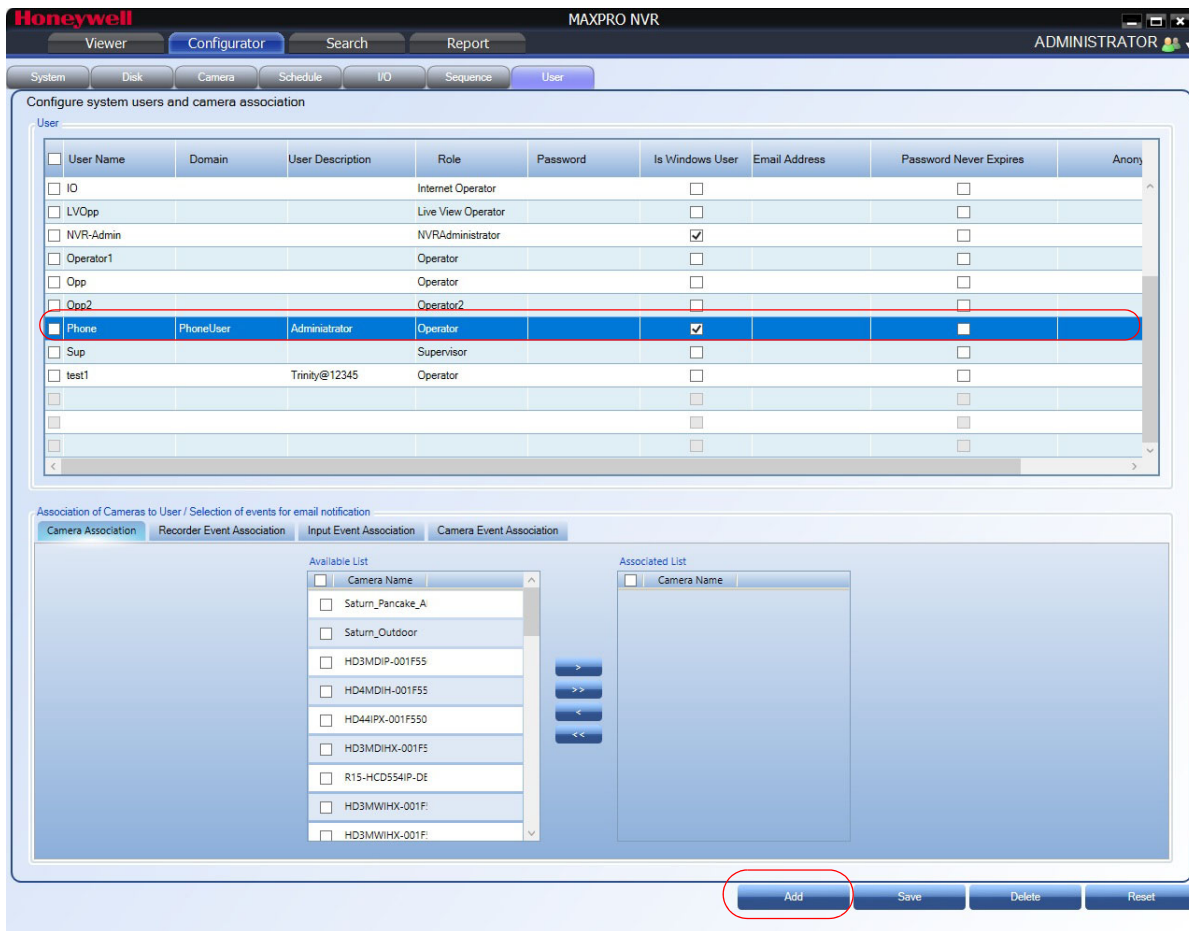 Honeywell MAXPRO NVR
Viewer Configurator Search Report ADMINISTRATOR
System Disk Camera Schedule I/O Sequence User
Configure system users and camera association
User
User Name Domain User Description Role Password Is Windows User Email Address Password Never Expires Anony
IO Internet Operator
LVOpp Live View Operator
NVR-Admin NVRAdministrator
Operator1 Operator
Opp Operator
Opp2 Operator2
Phone PhoneUser Adminiatrator Operator
Sup Supervisor
test1 Trinity@12345 Operator
Association of Cameras to User / Selection of events for email notification
Camera Association Recorder Event Association Input Event Association Camera Event Association
Available List Associated List
Camera Name Camera Name
Saturn_Pancake_A
Saturn_Outdoor
HD3MDIP-001F55
>
HD4MDIH-001F55
>>
HD44IPX-001F550
<
<<
HD3MDIHX-001F5
R15-HCD554IP-DE
HD3MWIHX-001F:
HD3MWIHX-001F:
Add Save Delete Reset